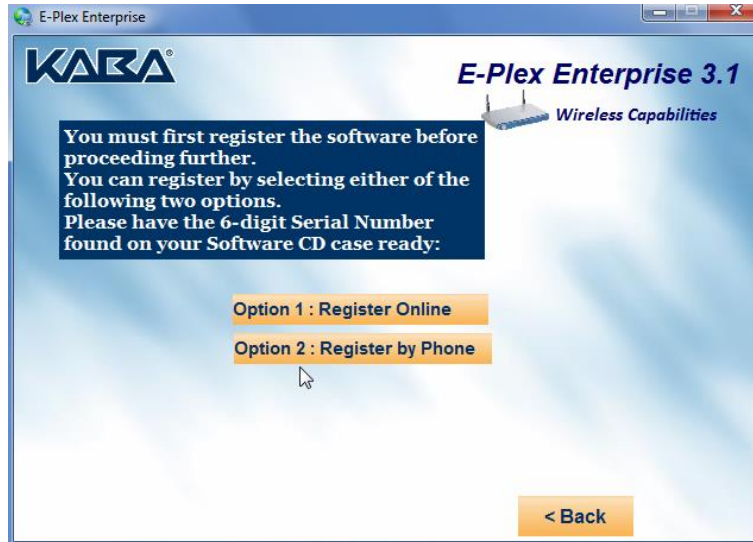 E-Plex Enterprise
KABA®
E-Plex Enterprise 3.1
Wireless Capabilities
You must first register the software before
proceeding further.
You can register by selecting either of the
following two options.
Please have the 6-digit Serial Number
found on your Software CD case ready:
Option 1 : Register Online
Option 2 : Register by Phone
< Back